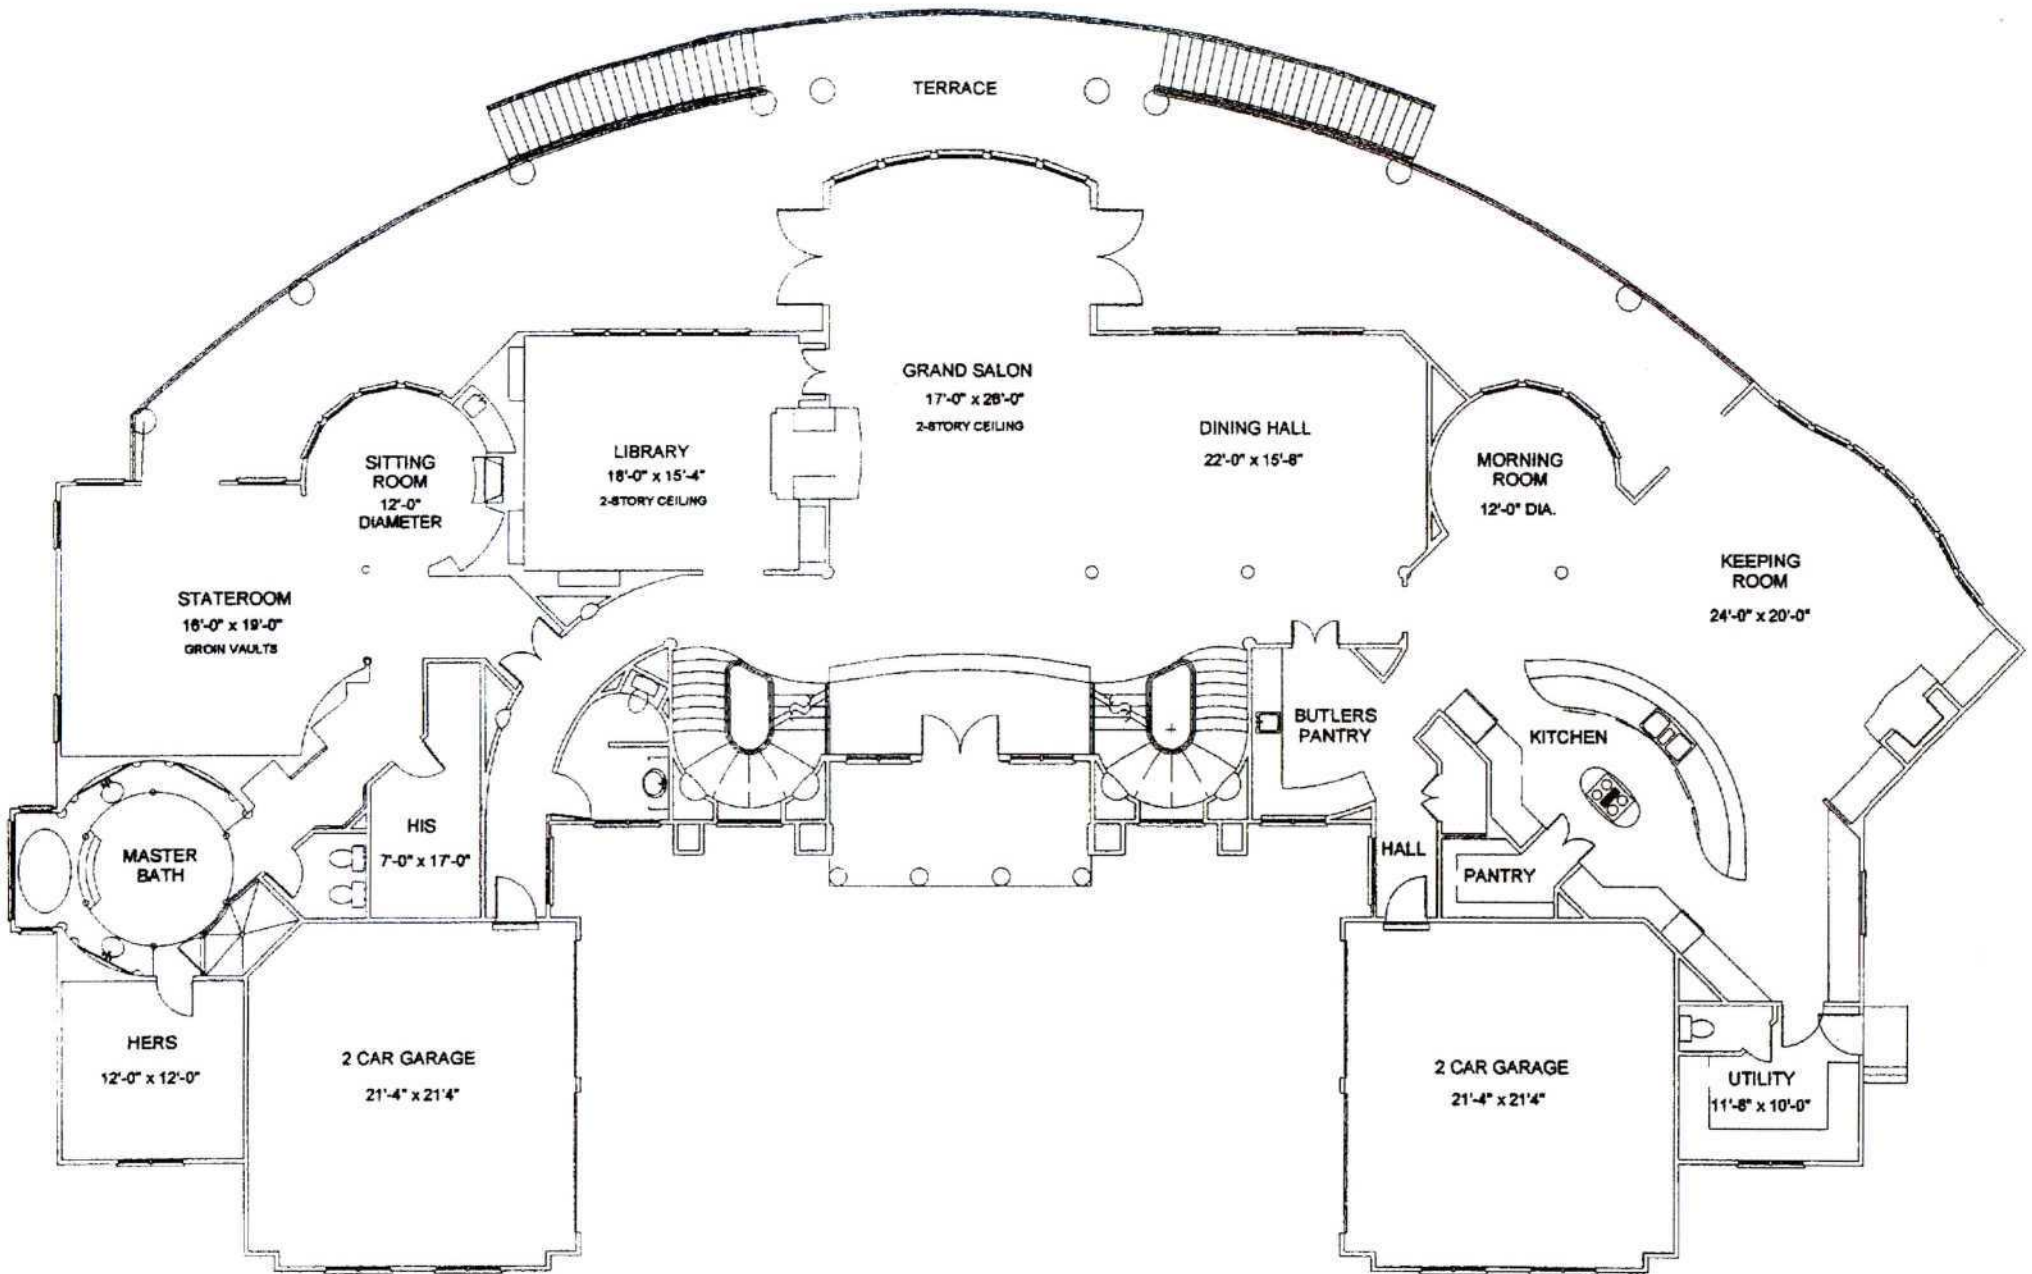 TERRACE
GRAND SALON
17'-0" x 28'-0"
2-STORY CEILING
DINING HALL
22'-0" x 15'-8"
LIBRARY
18'-0" x 15'-4"
2-STORY CEILING
SITTING
ROOM
12'-0"
DIAMETER
MORNING
ROOM
12'-0" DIA.
KEEPING
ROOM
24'-0" x 20'-0"
STATEROOM
16'-0" x 19'-0"
GROIN VAULTS
BUTLERS
PANTRY
KITCHEN
HIS
7'-0" x 17'-0"
MASTER
BATH
HALL
PANTRY
HERS
12'-0" x 12'-0"
2 CAR GARAGE
21'-4" x 21'4"
2 CAR GARAGE
21'-4" x 21'4"
UTILITY
11'-8" x 10'-0"